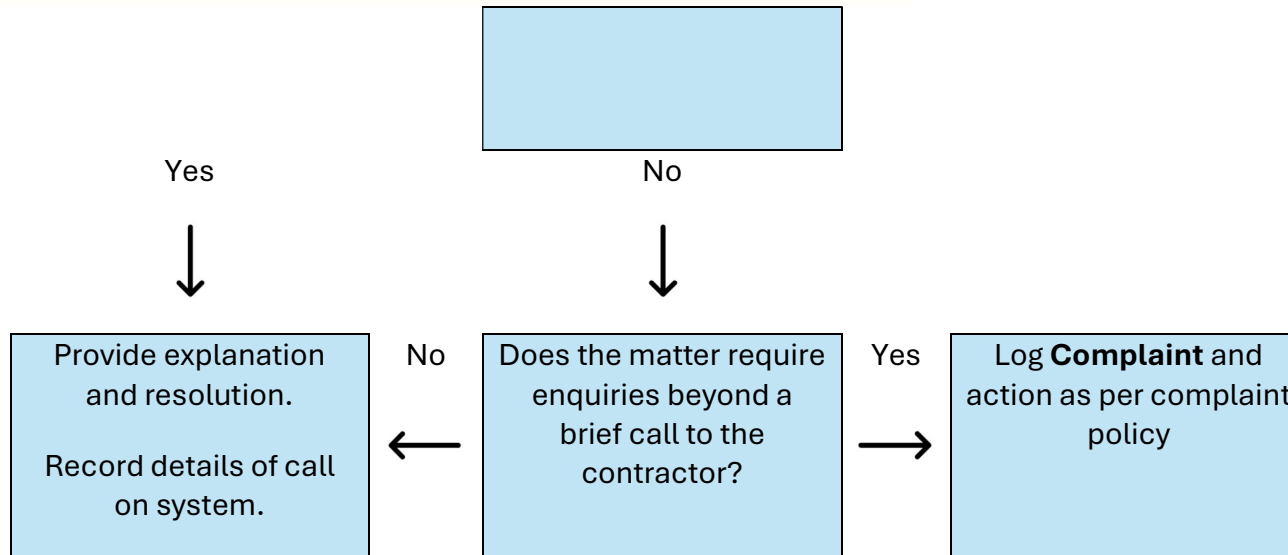 Yes
No
Provide explanation
and resolution.
Record details of call
on system.
No
Does the matter require
enquiries beyond a
brief call to the
contractor?
Yes
Log Complaint and
action as per complaint
policy